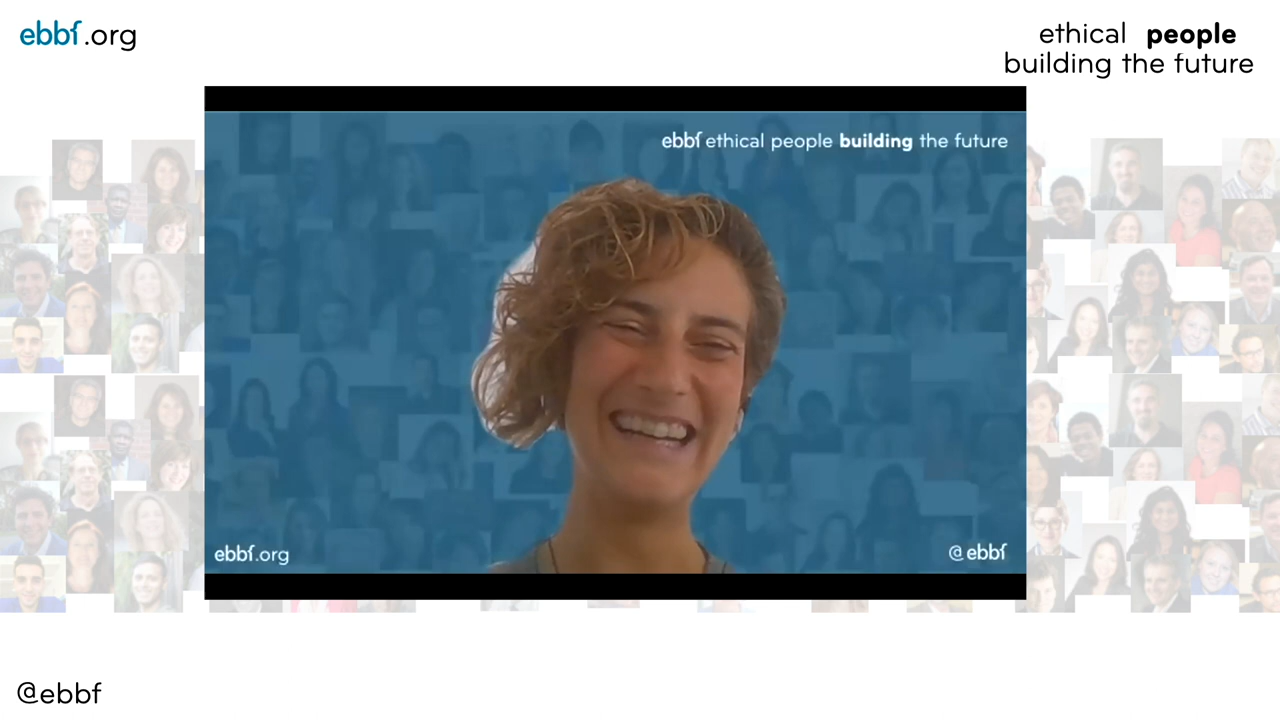 ebbf.org
ethical people
building the future
ebbf ethical people building the future
ebbf.org
@ebbf
@ebbf